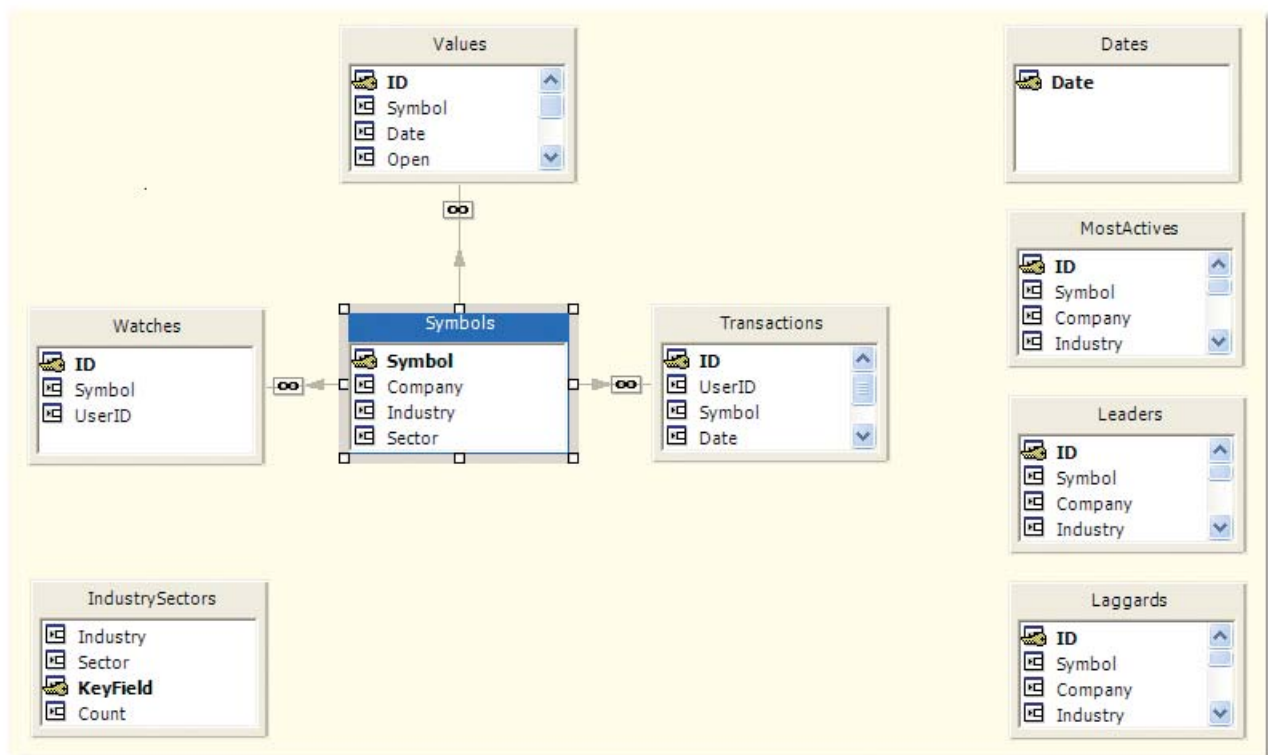 Values
ID
Symbol
Date
Open
Dates
Date
MostActives
ID
Symbol
Company
Industry
Watches
ID
Symbol
UserID
Symbols
Symbol
Company
Industry
Sector
Transactions
ID
UserID
Symbol
Date
Leaders
ID
Symbol
Company
Industry
IndustrySectors
Industry
Sector
KeyField
Count
Laggards
ID
Symbol
Company
Industry